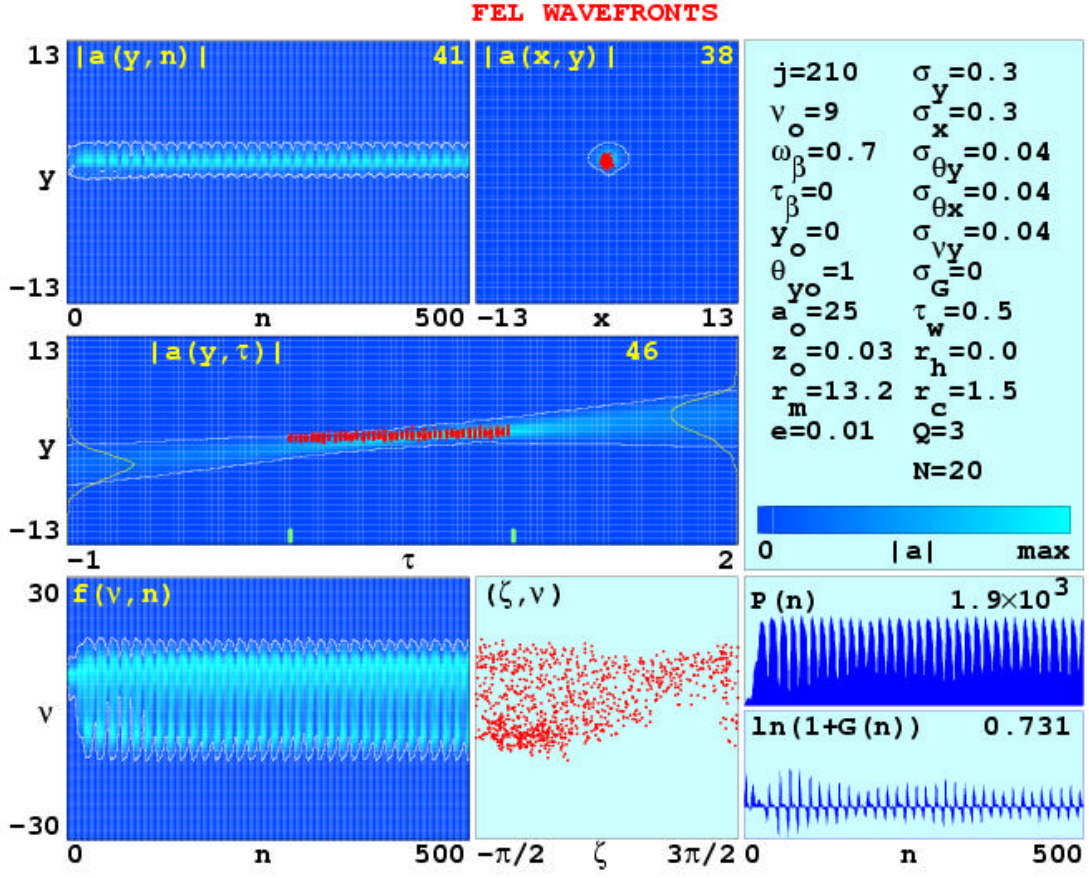 FEL WAVEFRONTS
13 |a(y,n)| 41 |a(x,y)| 38
y
-13
0 n 500 -13 x 13
j=210 σy=0.3
νo=9 σx=0.3
ωβ=0.7 σθy=0.04
τβ=0 σθx=0.04
yo=0 σνy=0.04
θyo=1 σG=0
ao=25 τw=0.5
zo=0.03 rh=0.0
rm=13.2 rc=1.5
e=0.01 Q=3
N=20
0 |a| max
13 |a(y,τ)| 46
y
-13
-1 τ 2
30 f(ν,n) (ζ,ν) P(n) 1.9×10³
ν ln(1+G(n)) 0.731
-30
0 n 500 -π/2 ζ 3π/2 0 n 500